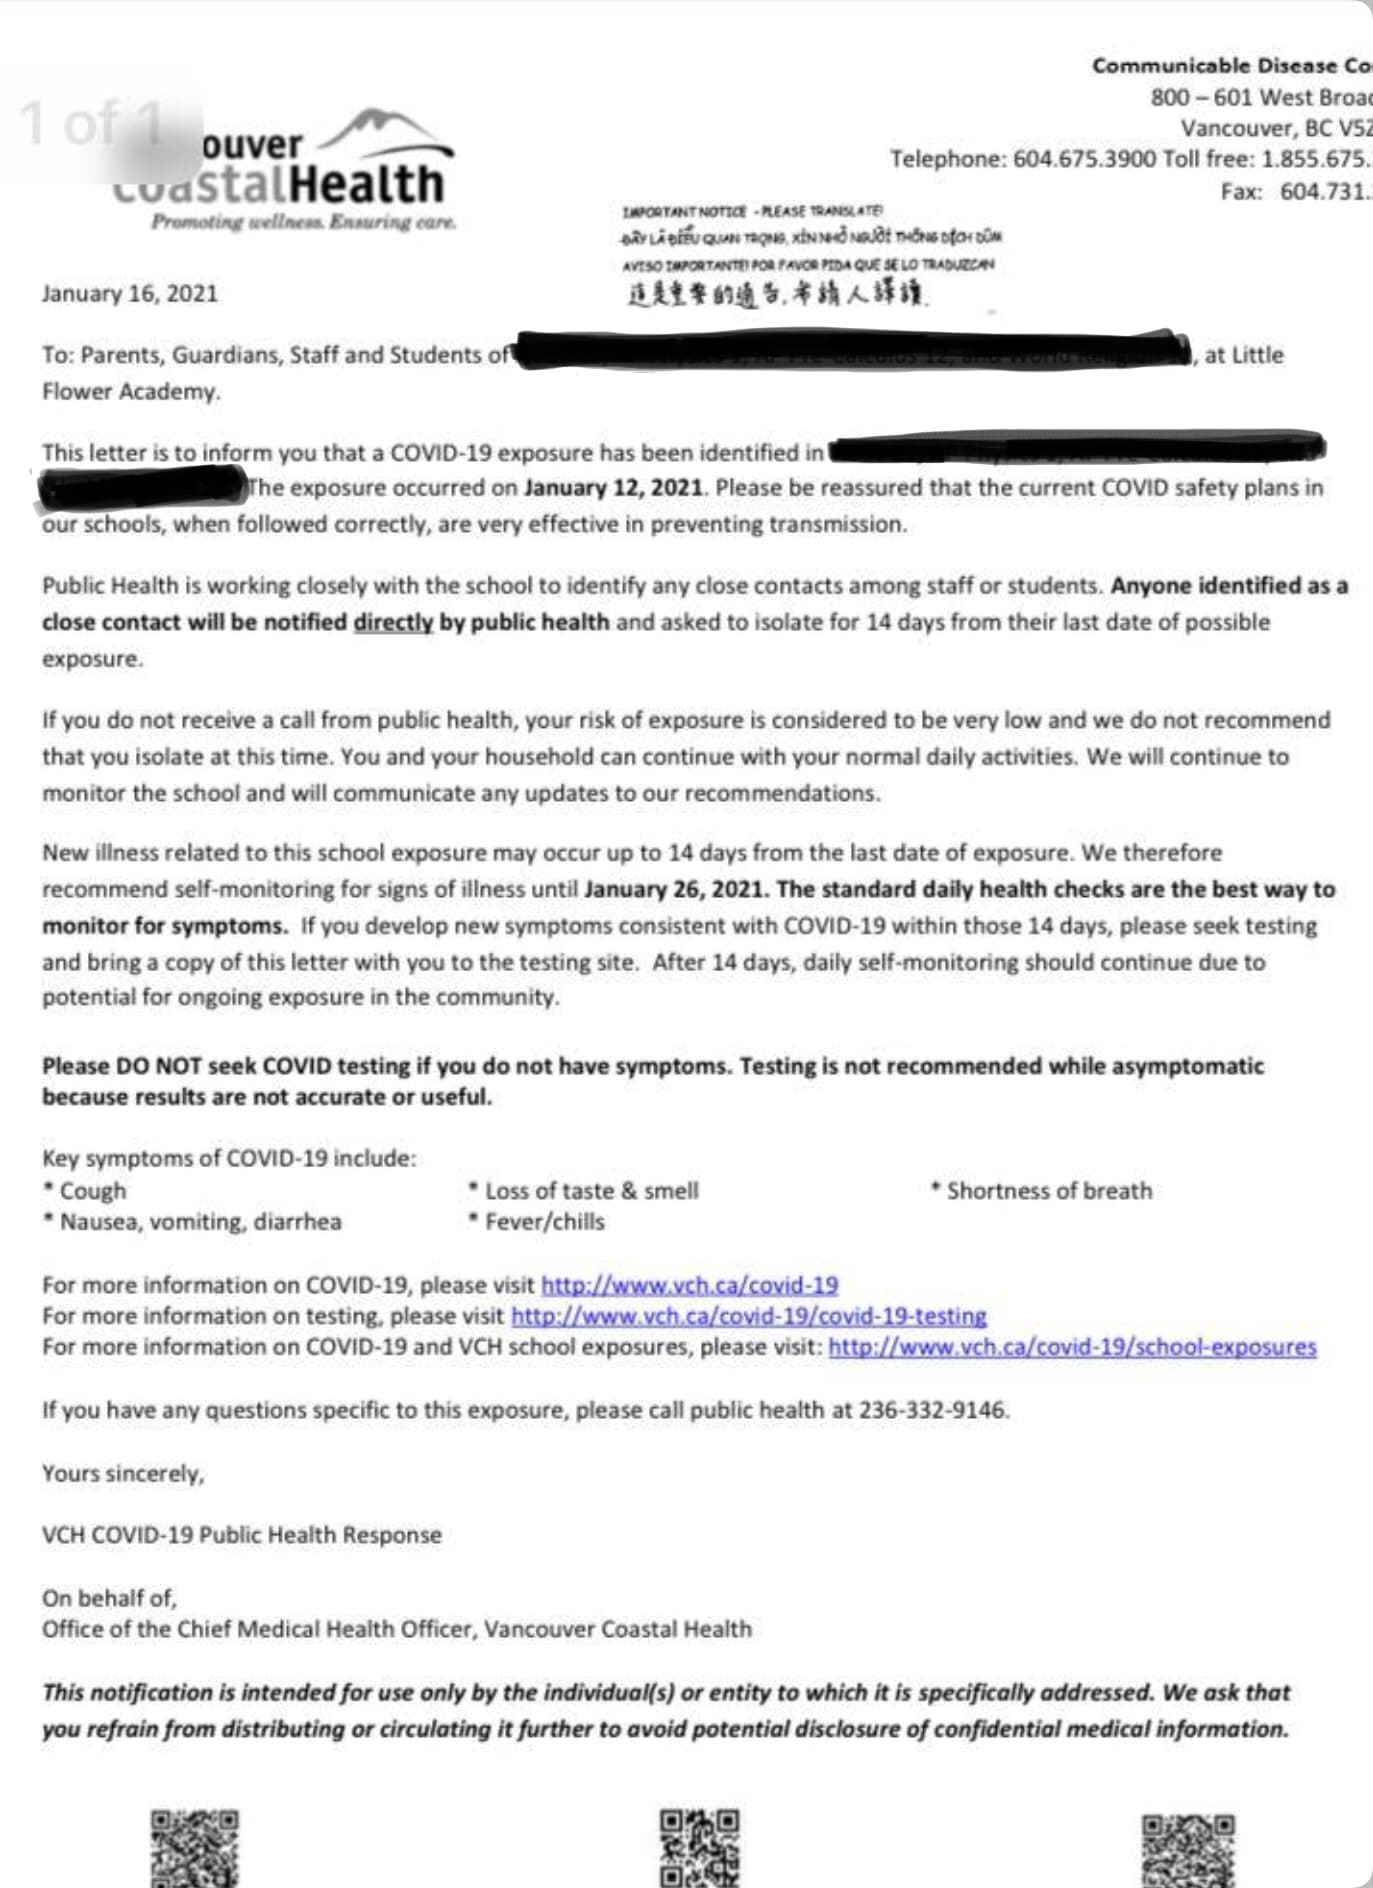 Communicable Disease Co
800 – 601 West Broa
Vancouver, BC V5Z
Telephone: 604.675.3900 Toll free: 1.855.675.
Fax: 604.731.
1 of 1
ouver
CoastalHealth
Promoting wellness. Ensuring care.
IMPORTANT NOTICE - PLEASE TRANSLATE!
ĐÂY LÀ ĐIỀU QUAN TRỌNG, XIN NHỜ NGƯỜI THÔNG DỊCH DÙM
AVISO IMPORTANTE! POR FAVOR PIDA QUE SE LO TRADUZCAN
這是重要的通告,希請人譯讀.
January 16, 2021
To: Parents, Guardians, Staff and Students of , at Little
Flower Academy.
This letter is to inform you that a COVID-19 exposure has been identified in
The exposure occurred on January 12, 2021. Please be reassured that the current COVID safety plans in
our schools, when followed correctly, are very effective in preventing transmission.
Public Health is working closely with the school to identify any close contacts among staff or students. Anyone identified as a
close contact will be notified directly by public health and asked to isolate for 14 days from their last date of possible
exposure.
If you do not receive a call from public health, your risk of exposure is considered to be very low and we do not recommend
that you isolate at this time. You and your household can continue with your normal daily activities. We will continue to
monitor the school and will communicate any updates to our recommendations.
New illness related to this school exposure may occur up to 14 days from the last date of exposure. We therefore
recommend self-monitoring for signs of illness until January 26, 2021. The standard daily health checks are the best way to
monitor for symptoms. If you develop new symptoms consistent with COVID-19 within those 14 days, please seek testing
and bring a copy of this letter with you to the testing site. After 14 days, daily self-monitoring should continue due to
potential for ongoing exposure in the community.
Please DO NOT seek COVID testing if you do not have symptoms. Testing is not recommended while asymptomatic
because results are not accurate or useful.
Key symptoms of COVID-19 include:
* Cough * Loss of taste & smell * Shortness of breath
* Nausea, vomiting, diarrhea * Fever/chills
For more information on COVID-19, please visit http://www.vch.ca/covid-19
For more information on testing, please visit http://www.vch.ca/covid-19/covid-19-testing
For more information on COVID-19 and VCH school exposures, please visit: http://www.vch.ca/covid-19/school-exposures
If you have any questions specific to this exposure, please call public health at 236-332-9146.
Yours sincerely,
VCH COVID-19 Public Health Response
On behalf of,
Office of the Chief Medical Health Officer, Vancouver Coastal Health
This notification is intended for use only by the individual(s) or entity to which it is specifically addressed. We ask that
you refrain from distributing or circulating it further to avoid potential disclosure of confidential medical information.